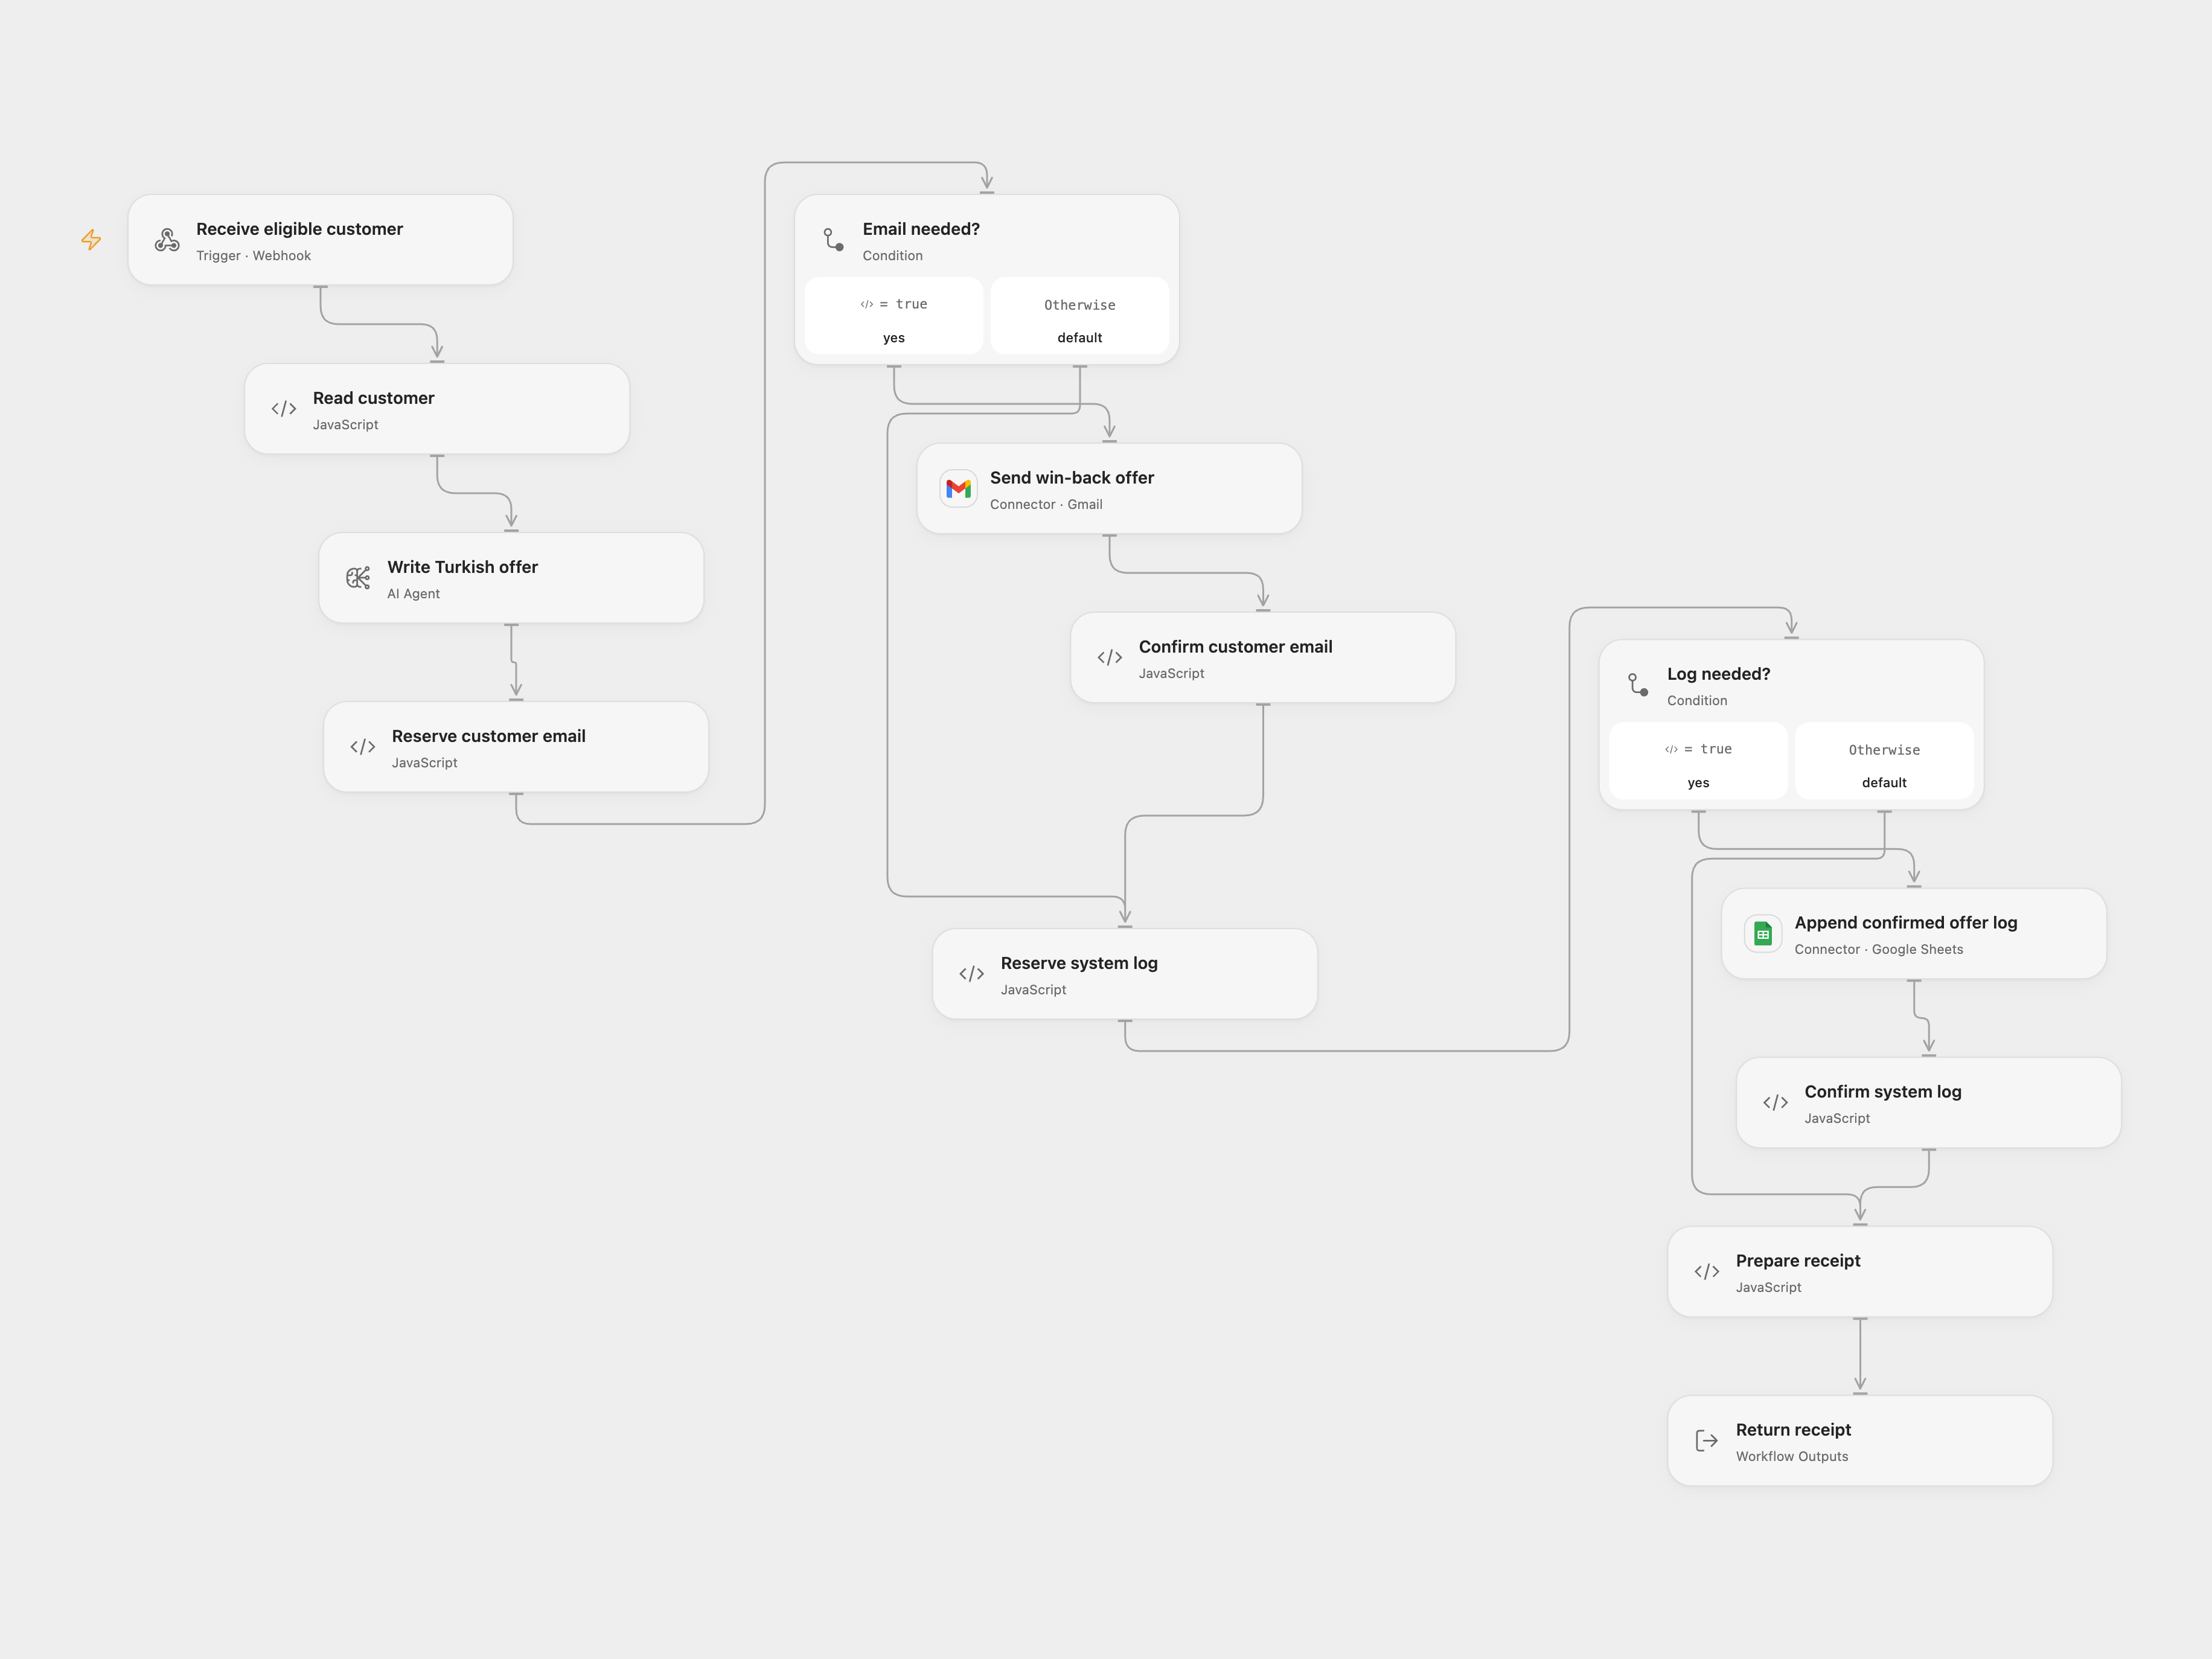 Receive eligible customer
Trigger · Webhook
Read customer
JavaScript
Write Turkish offer
AI Agent
Reserve customer email
JavaScript
Email needed?
Condition
</> = true
Otherwise
yes
default
Send win-back offer
Connector · Gmail
Confirm customer email
JavaScript
Reserve system log
JavaScript
Log needed?
Condition
</> = true
Otherwise
yes
default
Append confirmed offer log
Connector · Google Sheets
Confirm system log
JavaScript
Prepare receipt
JavaScript
Return receipt
Workflow Outputs